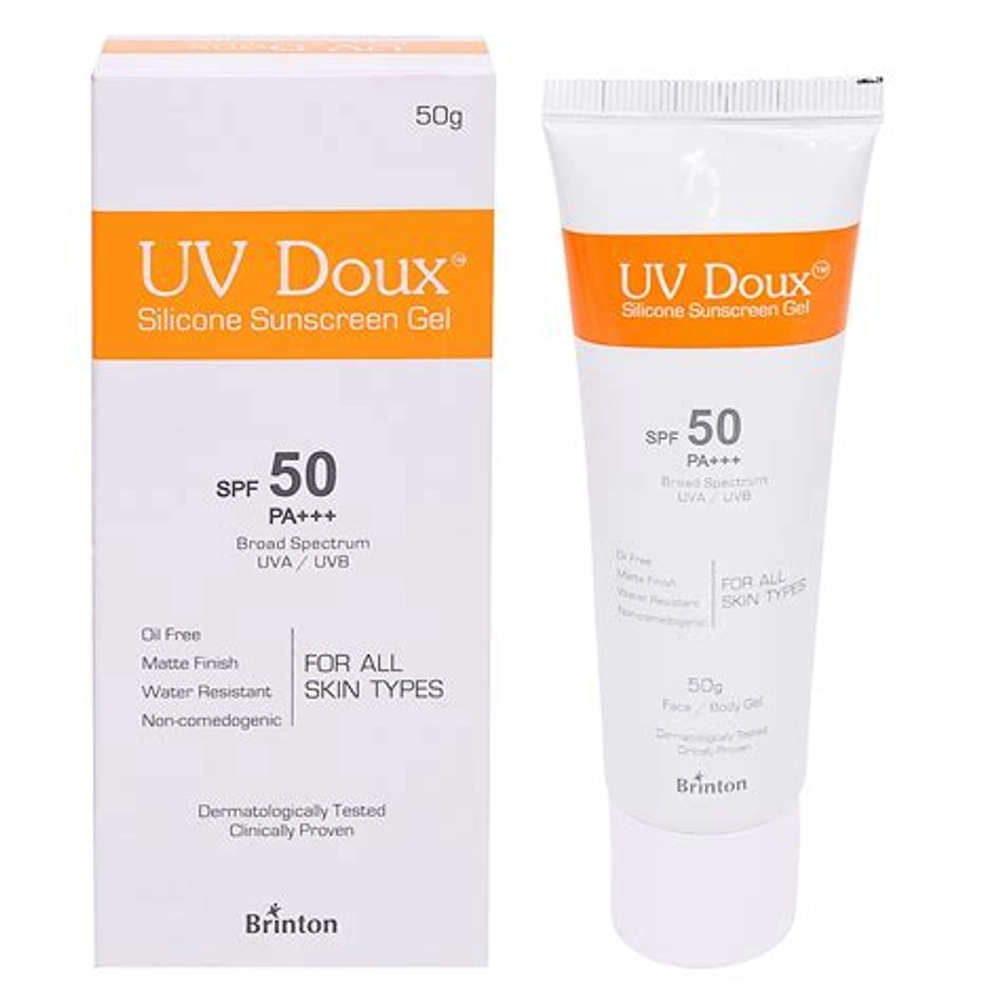 50g
UV Doux™
Silicone Sunscreen Gel
SPF 50
PA+++
Broad Spectrum
UVA / UVB
Oil Free
Matte Finish
Water Resistant
Non-comedogenic
FOR ALL
SKIN TYPES
Dermatologically Tested
Clinically Proven
Brinton
UV Doux™
Silicone Sunscreen Gel
SPF 50
PA+++
Broad Spectrum
UVA / UVB
Oil Free
Matte Finish
Water Resistant
Non-comedogenic
FOR ALL
SKIN TYPES
50g
Face / Body Gel
Dermatologically Tested
Clinically Proven
Brinton